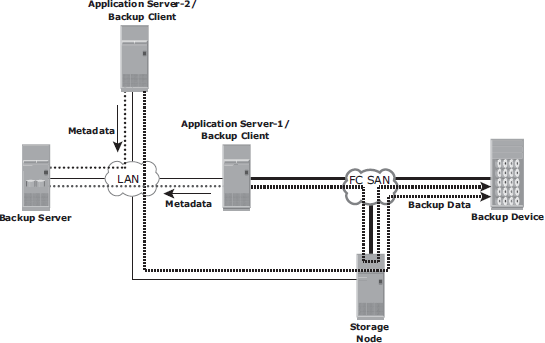 Application Server-2/
Backup Client
Metadata
Application Server-1/
Backup Client
LAN
FC SAN
Metadata
Backup Data
Backup Server
Backup Device
Storage
Node